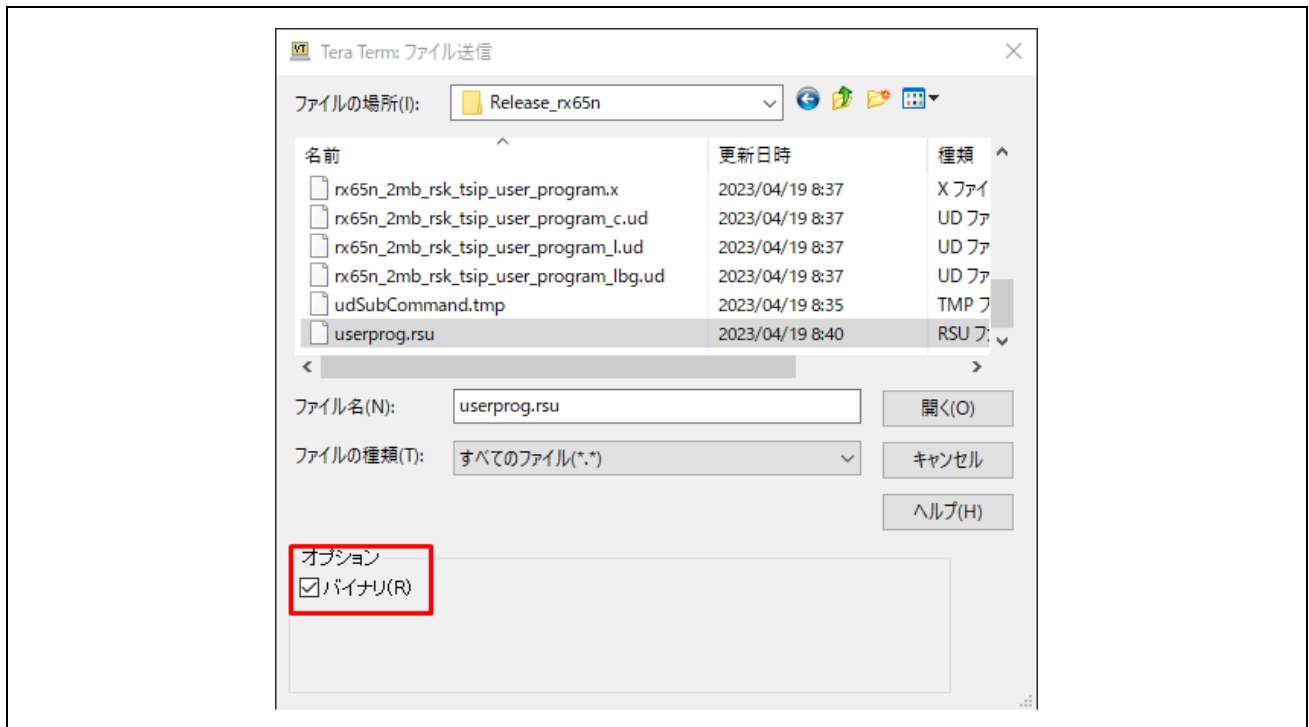 Tera Term: ファイル送信
ファイルの場所(I): Release_rx65n
名前 更新日時 種類
rx65n_2mb_rsk_tsip_user_program.x 2023/04/19 8:37 X ファイ
rx65n_2mb_rsk_tsip_user_program_c.ud 2023/04/19 8:37 UD ファ
rx65n_2mb_rsk_tsip_user_program_l.ud 2023/04/19 8:37 UD ファ
rx65n_2mb_rsk_tsip_user_program_lbg.ud 2023/04/19 8:37 UD ファ
udSubCommand.tmp 2023/04/19 8:35 TMP フ
userprog.rsu 2023/04/19 8:40 RSU フ
ファイル名(N): userprog.rsu 開く(O)
ファイルの種類(T): すべてのファイル(*.*) キャンセル
ヘルプ(H)
オプション
バイナリ(R)